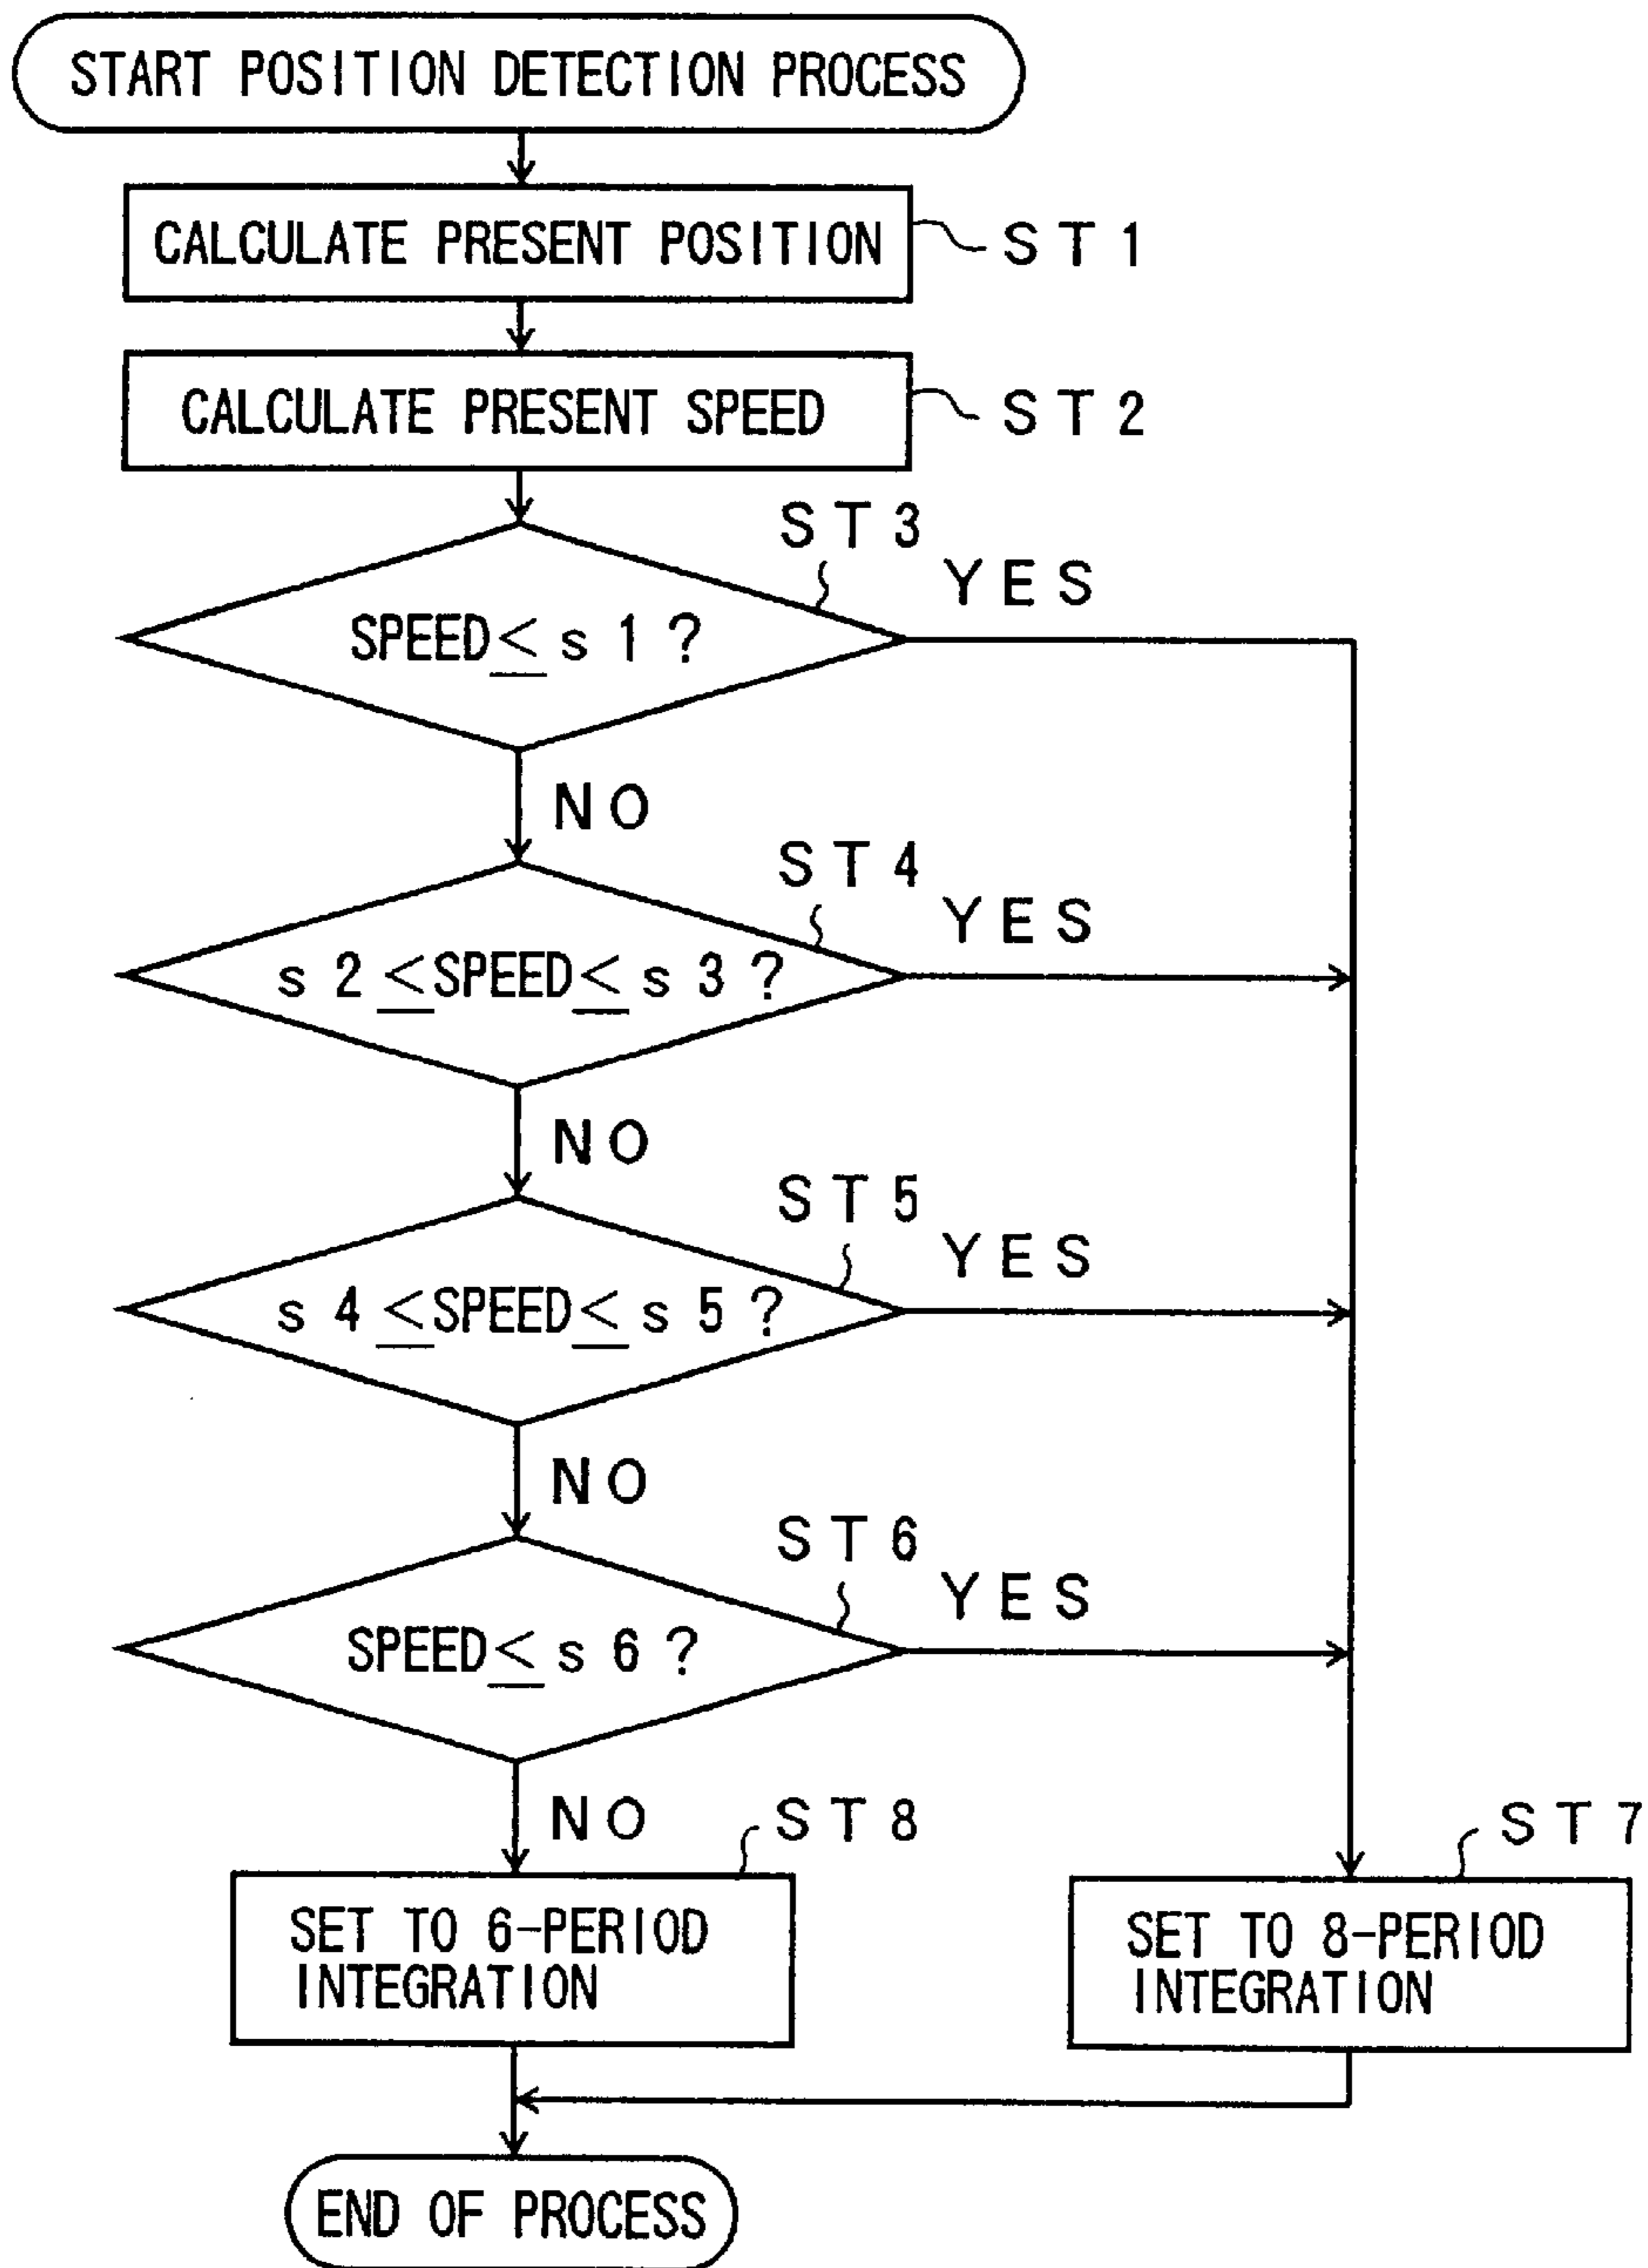 START POSITION DETECTION PROCESS
CALCULATE PRESENT POSITION
ST1
CALCULATE PRESENT SPEED
ST2
ST3
YES
SPEED ≤ s1?
NO
ST4
YES
s2 ≤ SPEED ≤ s3?
NO
ST5
YES
s4 ≤ SPEED ≤ s5?
NO
ST6
YES
SPEED ≤ s6?
NO
ST8
ST7
SET TO 6-PERIOD
INTEGRATION
SET TO 8-PERIOD
INTEGRATION
END OF PROCESS